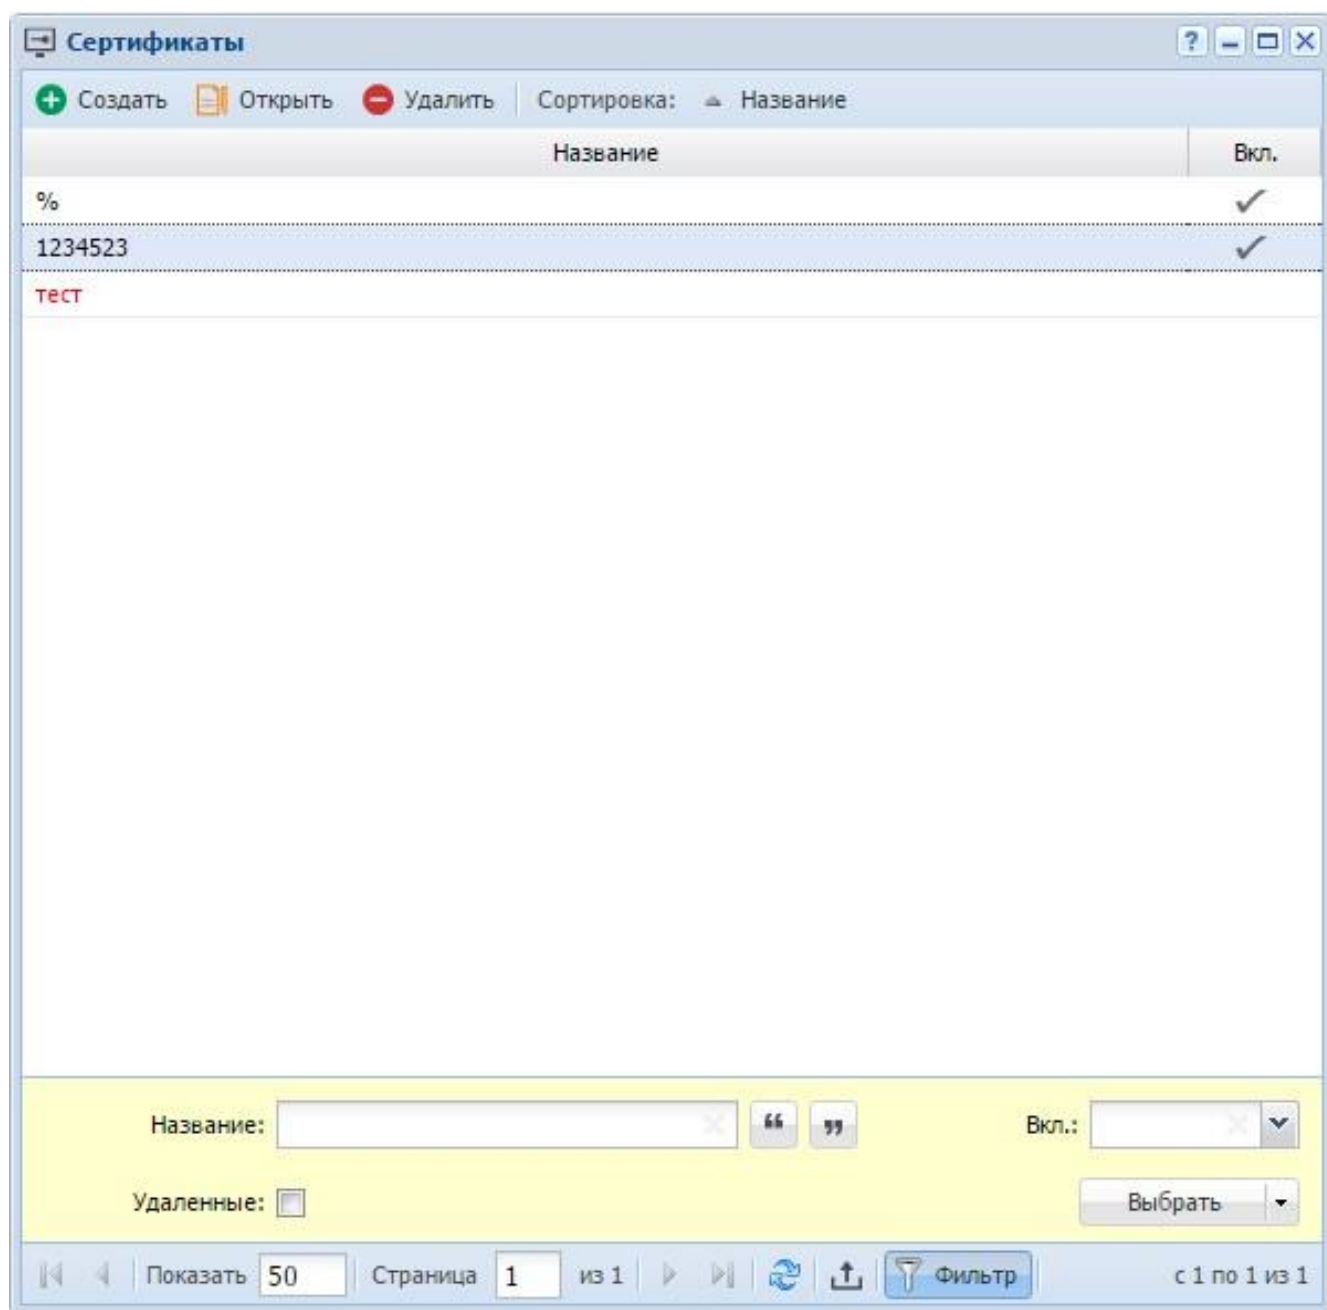 Сертификаты
Создать Открыть Удалить Сортировка: Название
Название Вкл.
%
1234523
тест
Название: Вкл.:
Удаленные: Выбрать
Показать 50 Страница 1 из 1 Фильтр с 1 по 1 из 1